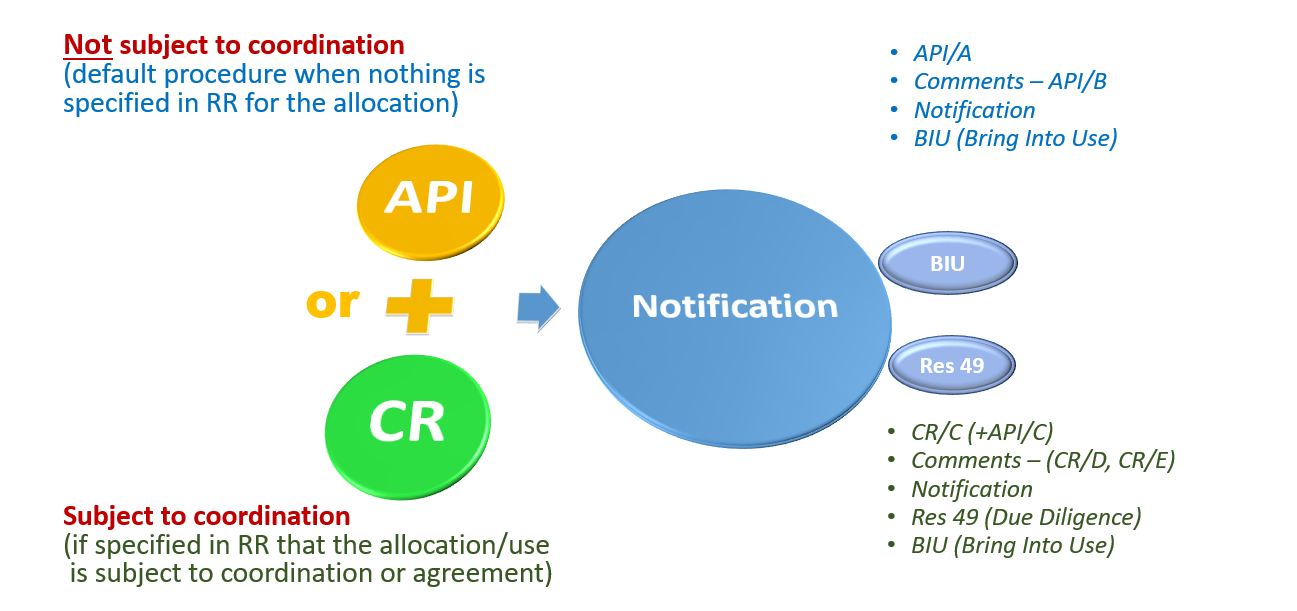 Not subject to coordination
(default procedure when nothing is
specified in RR for the allocation)
• API/A
• Comments – API/B
• Notification
• BIU (Bring Into Use)
API
or +
CR
Notification
BIU
Res 49
Subject to coordination
(if specified in RR that the allocation/use
is subject to coordination or agreement)
• CR/C (+API/C)
• Comments – (CR/D, CR/E)
• Notification
• Res 49 (Due Diligence)
• BIU (Bring Into Use)